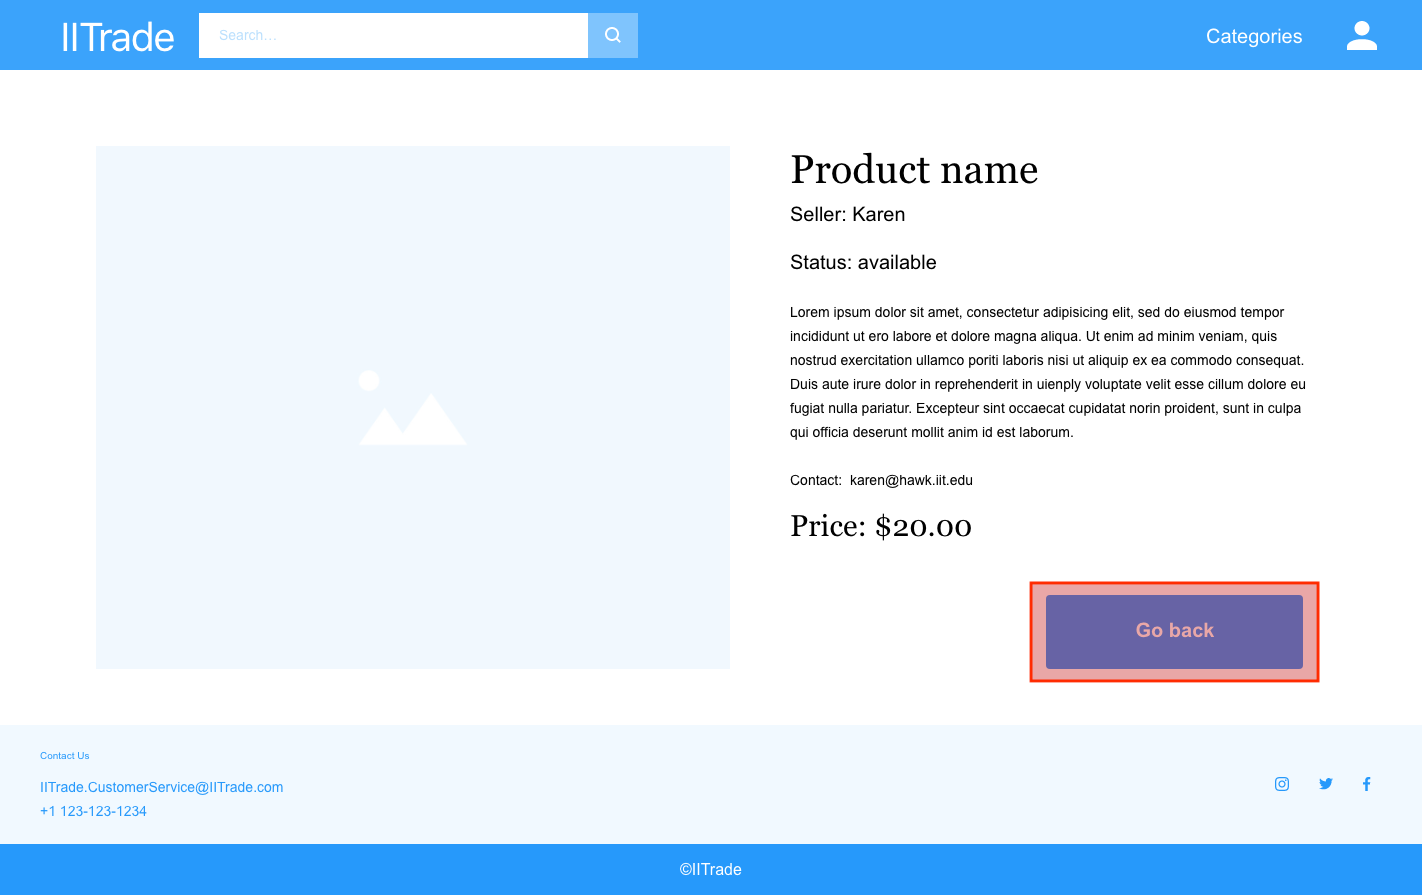 IITrade
Search...
Categories
Product name
Seller: Karen
Status: available
Lorem ipsum dolor sit amet, consectetur adipisicing elit, sed do eiusmod tempor
incididunt ut ero labore et dolore magna aliqua. Ut enim ad minim veniam, quis
nostrud exercitation ullamco poriti laboris nisi ut aliquip ex ea commodo consequat.
Duis aute irure dolor in reprehenderit in uienply voluptate velit esse cillum dolore eu
fugiat nulla pariatur. Excepteur sint occaecat cupidatat norin proident, sunt in culpa
qui officia deserunt mollit anim id est laborum.
Contact:  karen@hawk.iit.edu
Price: $20.00
Go back
Contact Us
IITrade.CustomerService@IITrade.com
+1 123-123-1234
©IITrade